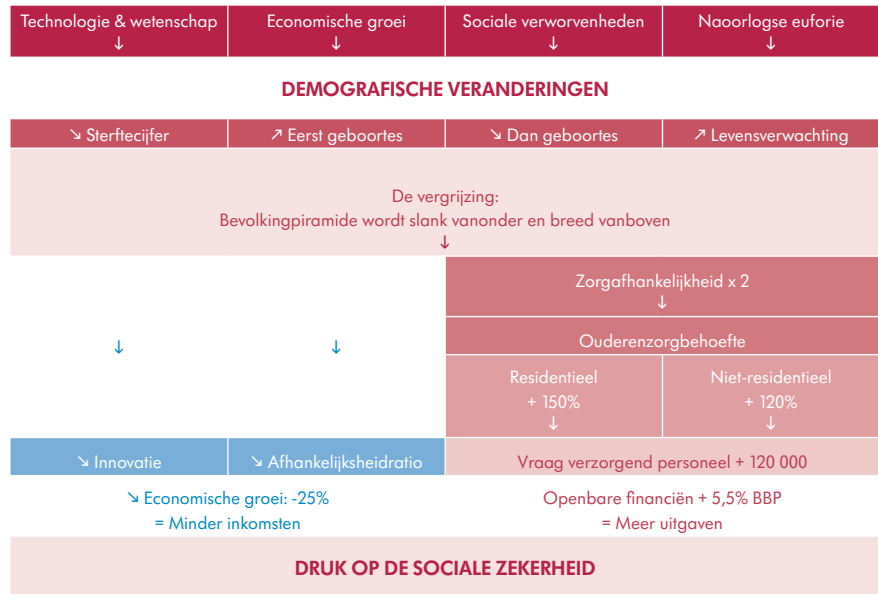 Technologie & wetenschap
↓
Economische groei
↓
Sociale verworvenheden
↓
Naoorlogse euforie
↓
DEMOGRAFISCHE VERANDERINGEN
↘ Sterftecijfer
↗ Eerst geboortes
↘ Dan geboortes
↗ Levensverwachting
De vergrijzing:
Bevolkingpiramide wordt slank vanonder en breed vanboven
↓
Zorgafhankelijkheid x 2
↓
↓
↓
Ouderenzorgbehoefte
Residentieel
+ 150%
↓
Niet-residentieel
+ 120%
↓
↘ Innovatie
↘ Afhankelijksheidratio
Vraag verzorgend personeel + 120 000
↘ Economische groei: -25%
= Minder inkomsten
Openbare financiën + 5,5% BBP
= Meer uitgaven
DRUK OP DE SOCIALE ZEKERHEID